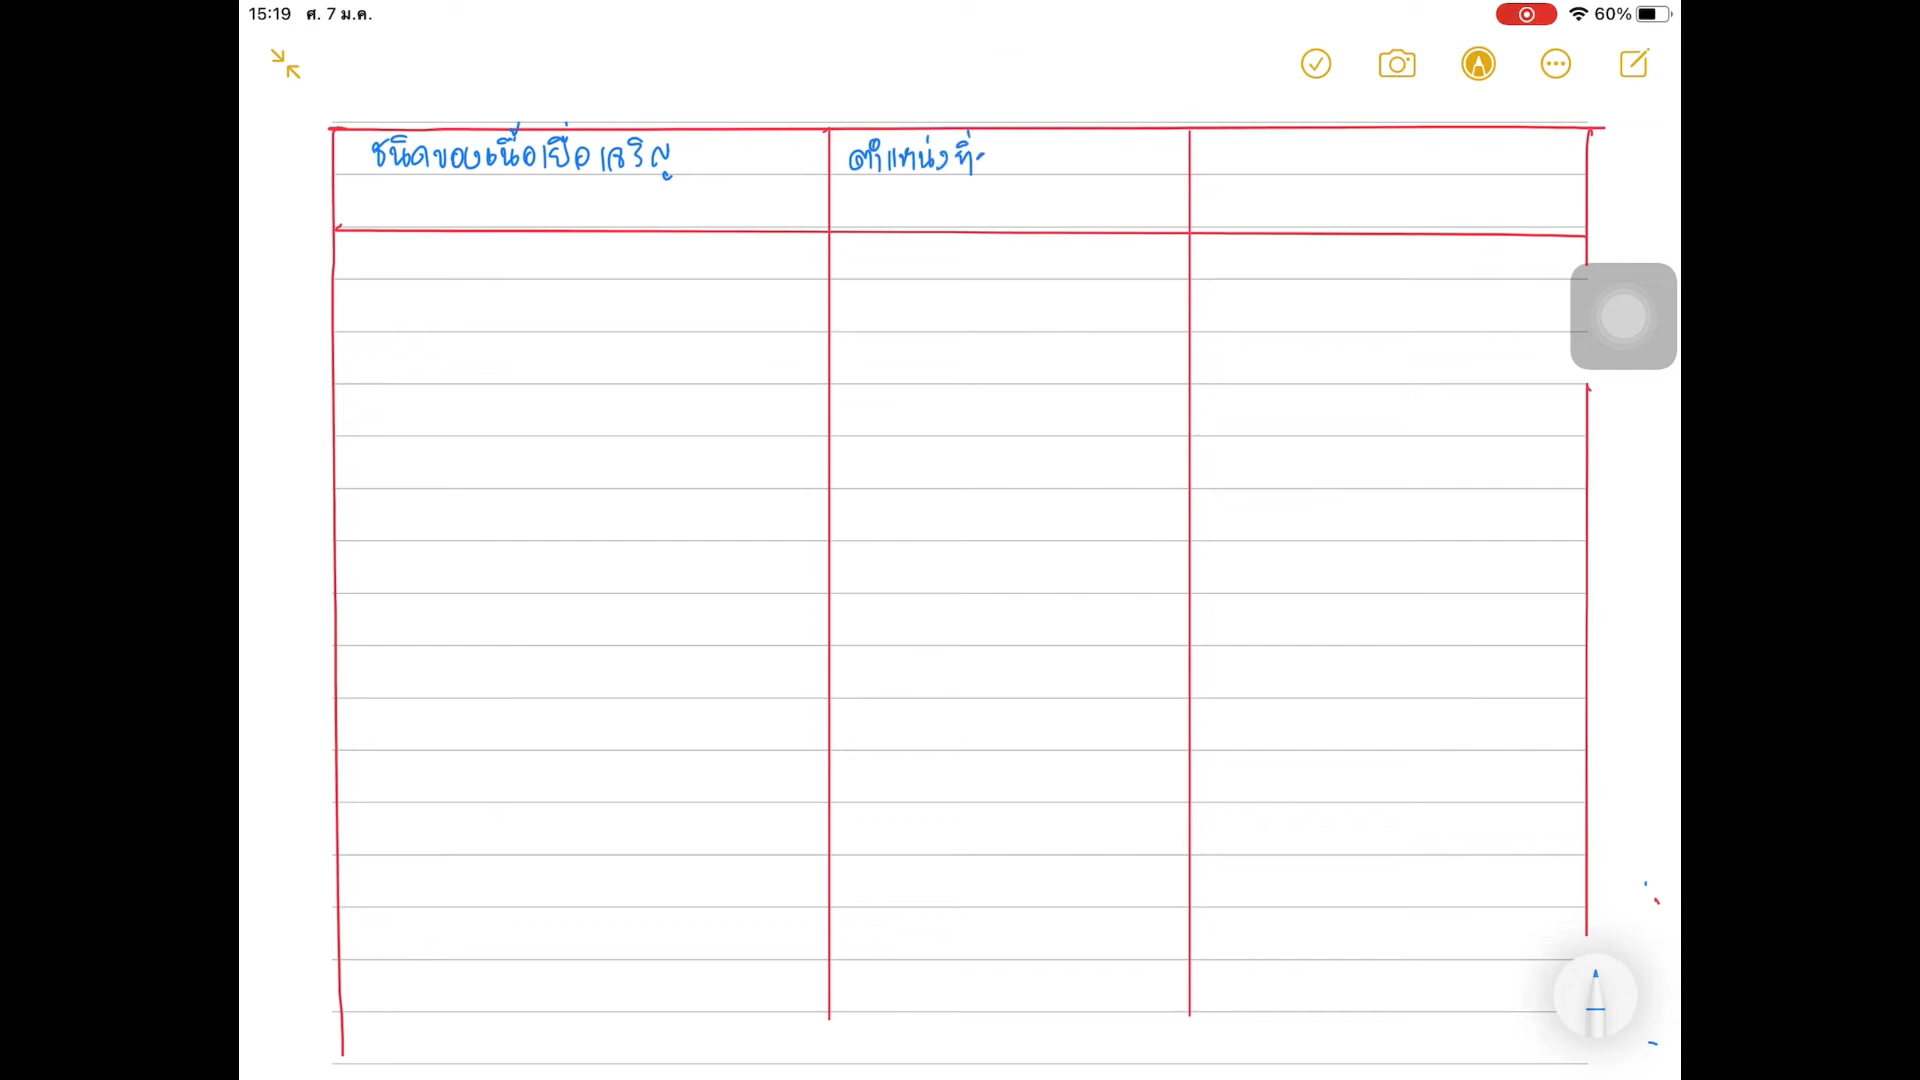 15:19 ศ. 7 ม.ค. 60%
ชนิดของเนื้อเยื่อเจริญ ตำแหน่งที่